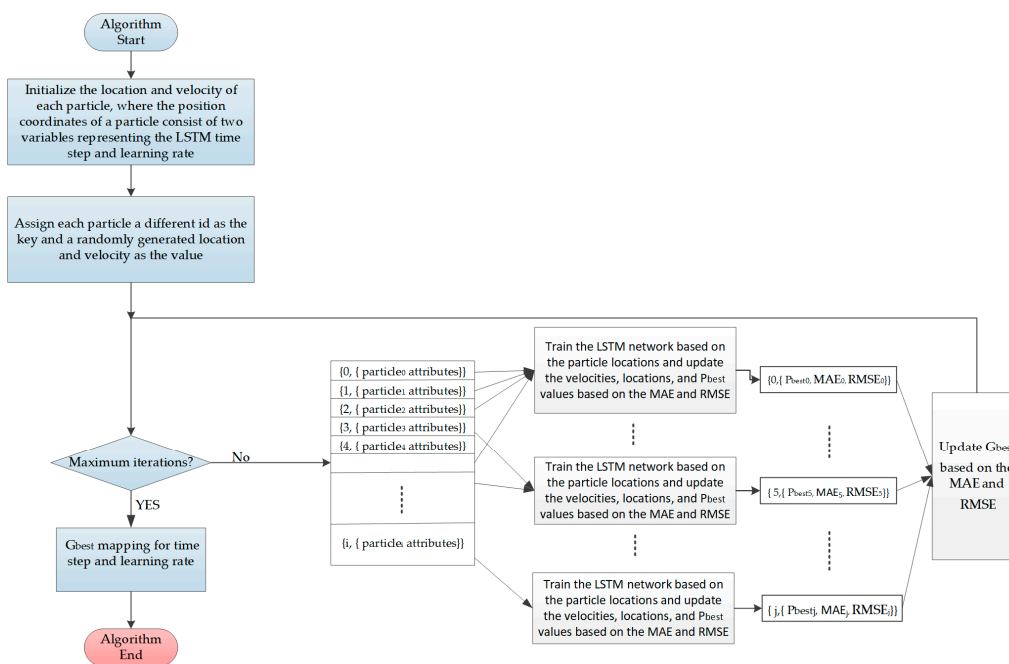 Algorithm
Start
Initialize the location and velocity of
each particle, where the position
coordinates of a particle consist of two
variables representing the LSTM time
step and learning rate
Assign each particle a different id as the
key and a randomly generated location
and velocity as the value
Maximum iterations?
No
YES
Gbest mapping for time
step and learning rate
Algorithm
End
{0, { particle₀ attributes}}
{1, { particle₁ attributes}}
{2, { particle₂ attributes}}
{3, { particle₃ attributes}}
{4, { particle₄ attributes}}
{i, { particleᵢ attributes}}
Train the LSTM network based on
the particle locations and update
the velocities, locations, and Pbest
values based on the MAE and RMSE
Train the LSTM network based on
the particle locations and update
the velocities, locations, and Pbest
values based on the MAE and RMSE
Train the LSTM network based on
the particle locations and update
the velocities, locations, and Pbest
values based on the MAE and RMSE
{0,{ Pbest0, MAE₀, RMSE₀}}
{ 5,{ Pbest5, MAE₅, RMSE₅}}
{ j,{ Pbestj, MAEⱼ, RMSEⱼ}}
Update Gbest
based on the
MAE and
RMSE